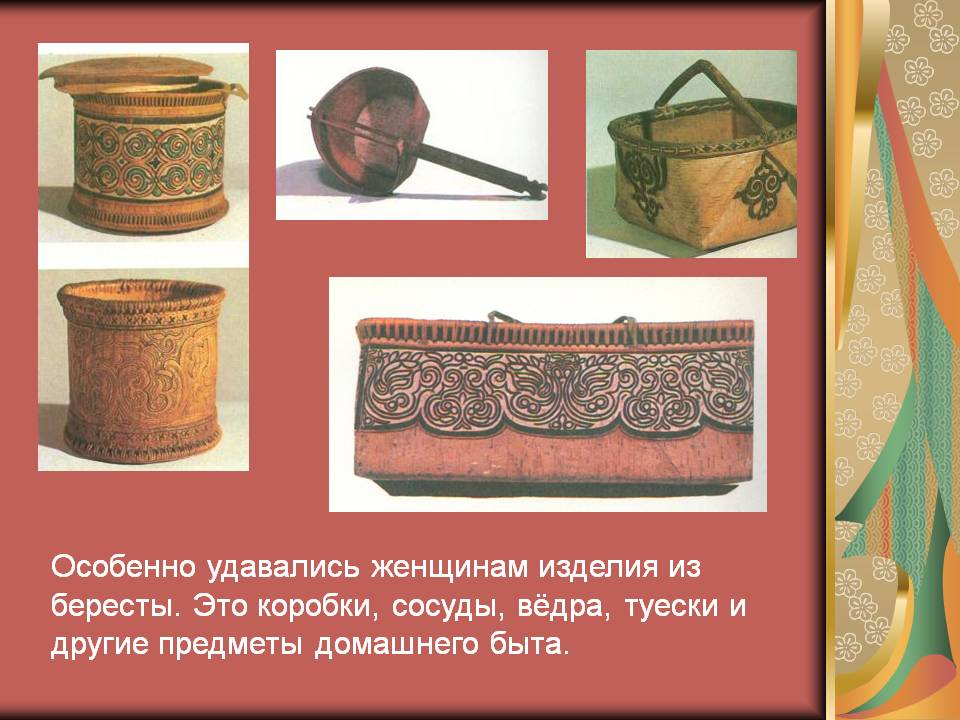 Особенно удавались женщинам изделия из
бересты. Это коробки, сосуды, вёдра, туески и
другие предметы домашнего быта.